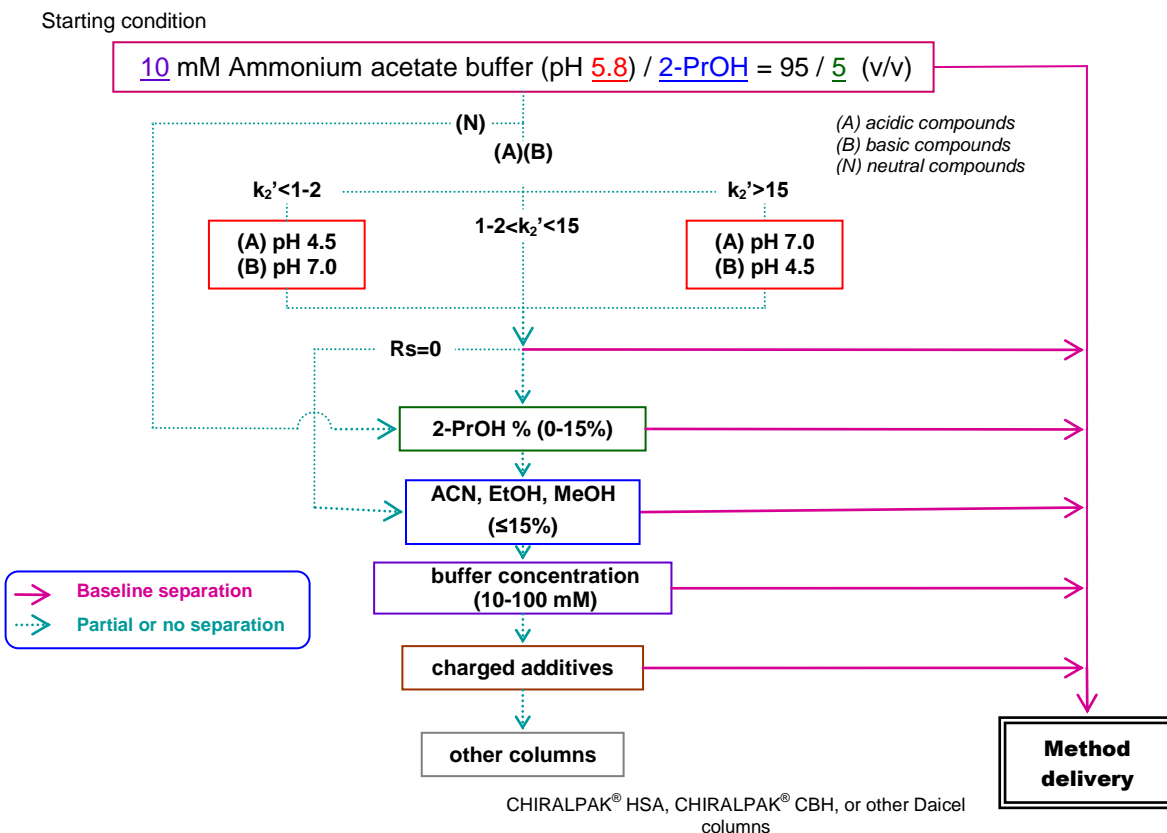 Starting condition
10 mM Ammonium acetate buffer (pH 5.8) / 2-PrOH = 95 / 5 (v/v)
(N)
(A)(B)
(A) acidic compounds
(B) basic compounds
(N) neutral compounds
k₂’<1-2
k₂’>15
1-2<k₂’<15
(A) pH 4.5
(B) pH 7.0
(A) pH 7.0
(B) pH 4.5
Rs=0
2-PrOH % (0-15%)
ACN, EtOH, MeOH
(≤15%)
buffer concentration
(10-100 mM)
Baseline separation
Partial or no separation
charged additives
other columns
Method
delivery
CHIRALPAK® HSA, CHIRALPAK® CBH, or other Daicel
columns